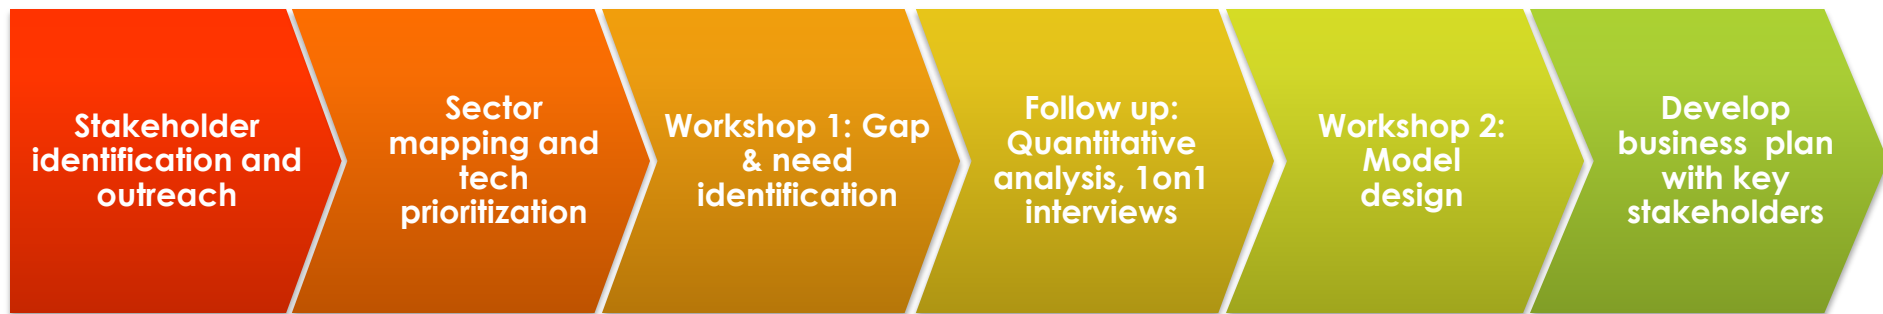 Stakeholder
identification and
outreach
Sector
mapping and
tech
prioritization
Workshop 1: Gap
& need
identification
Follow up:
Quantitative
analysis, 1on1
interviews
Workshop 2:
Model
design
Develop
business  plan
with key
stakeholders